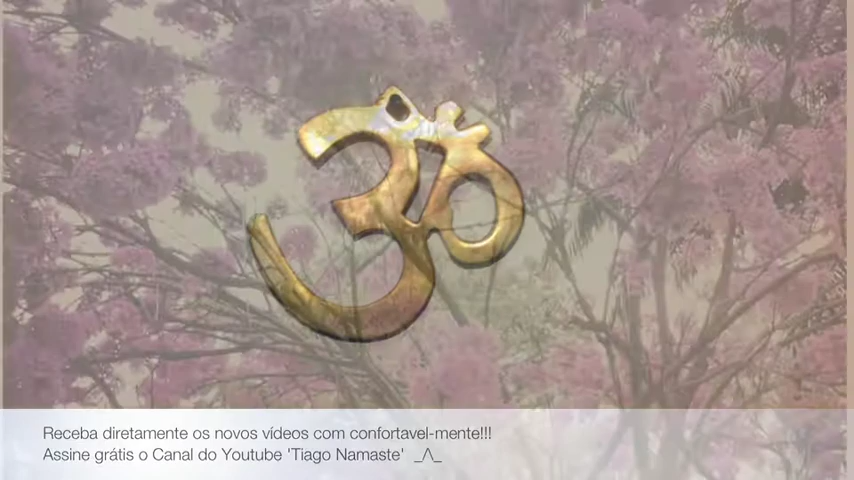 Receba diretamente os novos vídeos com confortavel-mente!!!
Assine grátis o Canal do Youtube 'Tiago Namaste' _/\_